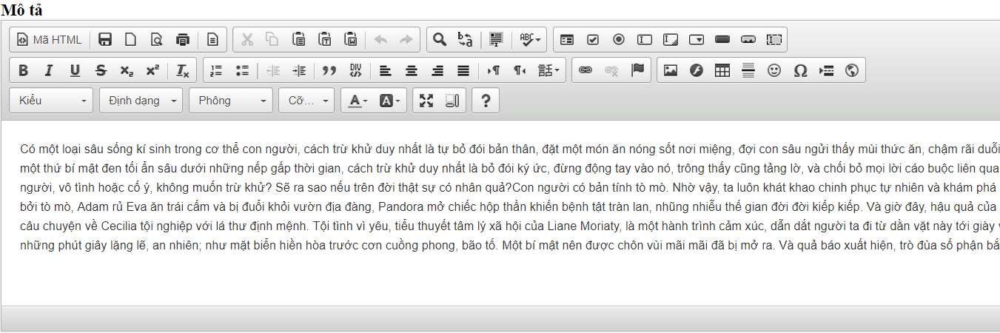 Mô tả
Mã HTML
Kiểu
Định dạng
Phông
Cỡ...
Có một loại sâu sống kí sinh trong cơ thể con người, cách trừ khử duy nhất là tự bỏ đói bản thân, đặt một món ăn nóng sốt nơi miệng, đợi con sâu ngửi thấy mùi thức ăn, chậm rãi duỗi
một thứ bí mật đen tối ẩn sâu dưới những nếp gấp thời gian, cách trừ khử duy nhất là bỏ đói ký ức, đừng động tay vào nó, trông thấy cũng tảng lờ, và chối bỏ mọi lời cáo buộc liên qua
người, vô tình hoặc cố ý, không muốn trừ khử? Sẽ ra sao nếu trên đời thật sự có nhân quả?Con người có bản tính tò mò. Nhờ vậy, ta luôn khát khao chinh phục tự nhiên và khám phá
bởi tò mò, Adam rủ Eva ăn trái cấm và bị đuổi khỏi vườn địa đàng, Pandora mở chiếc hộp thần khiến bệnh tật tràn lan, nhũng nhiễu thế gian đời đời kiếp kiếp. Và giờ đây, hậu quả của
câu chuyện về Cecilia tội nghiệp với lá thư định mệnh. Tội tình vì yêu, tiểu thuyết tâm lý xã hội của Liane Moriaty, là một hành trình cảm xúc, dẫn dắt người ta đi từ dằn vặt này tới giày
những phút giây lặng lẽ, an nhiên; như mặt biển hiền hòa trước cơn cuồng phong, bão tố. Một bí mật nên được chôn vùi mãi mãi đã bị mở ra. Và quả báo xuất hiện, trò đùa số phận bắ